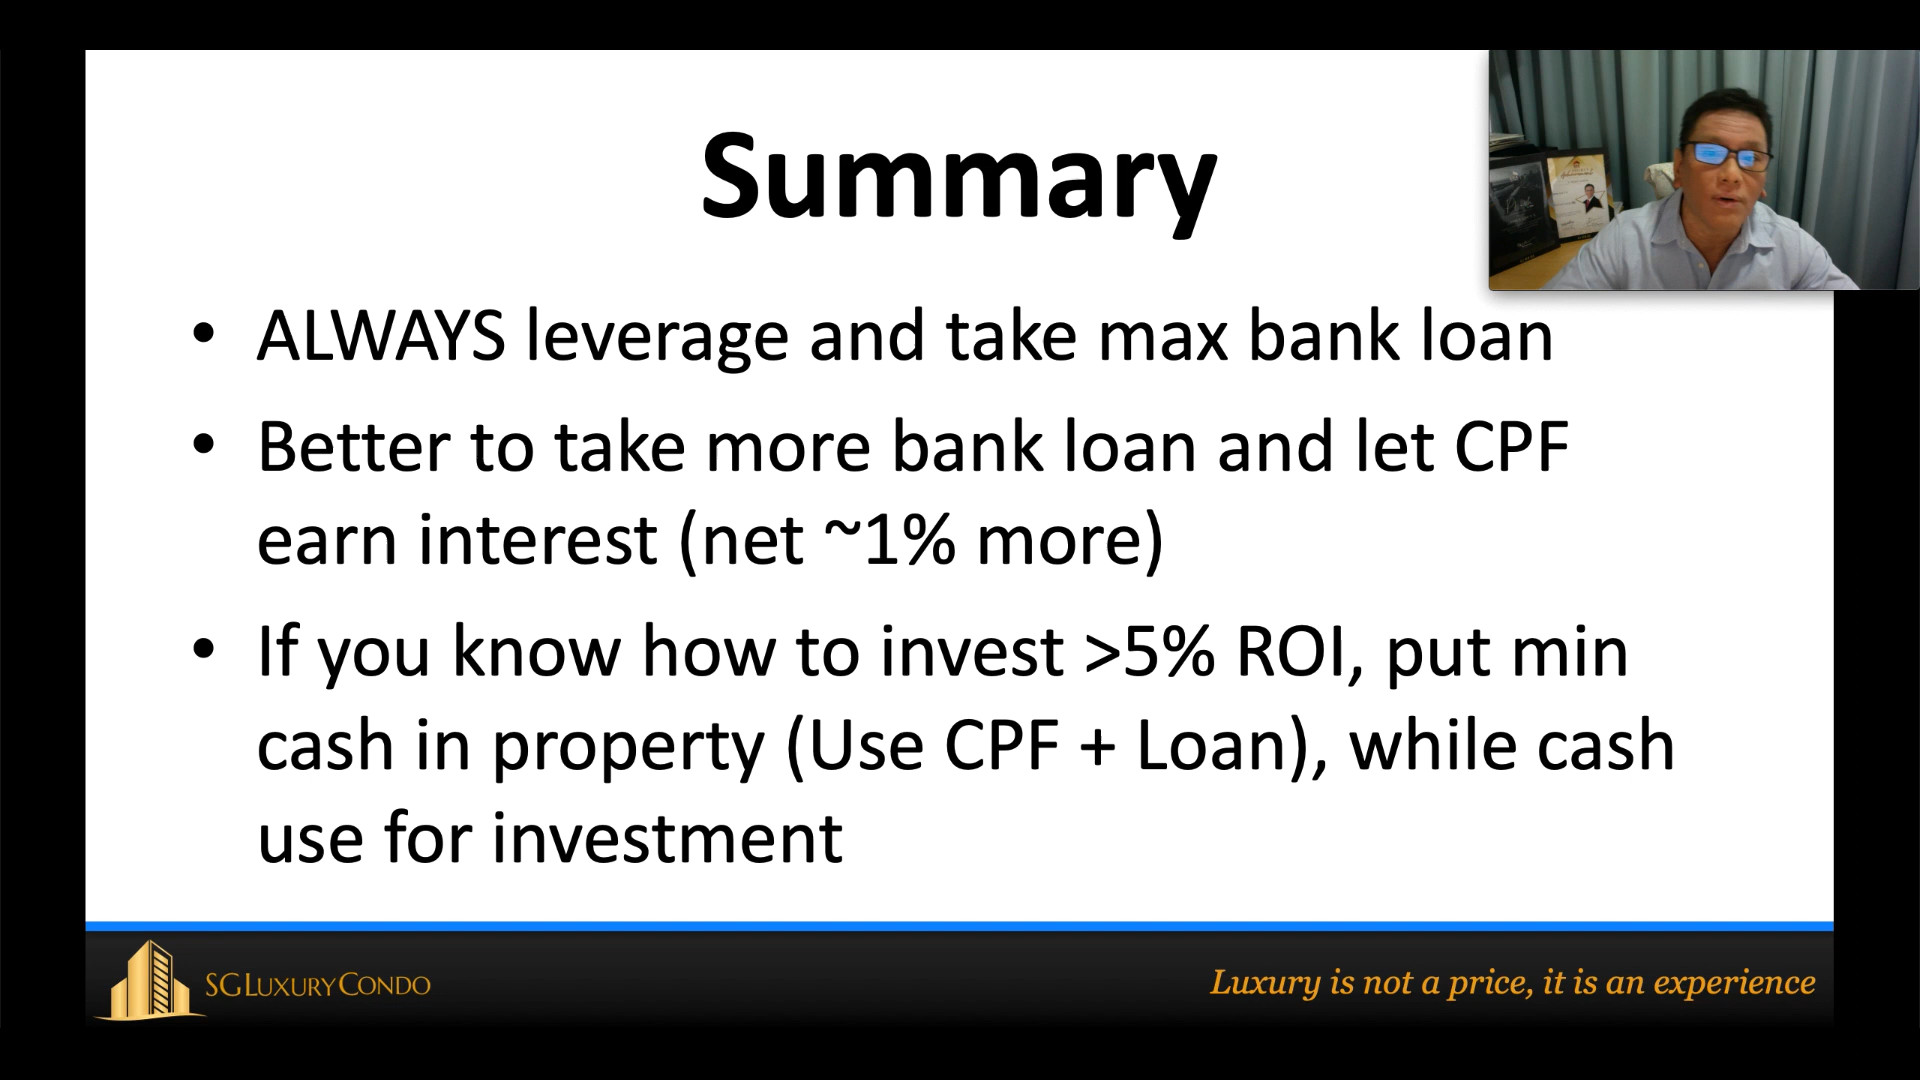 Summary
• ALWAYS leverage and take max bank loan
• Better to take more bank loan and let CPF
earn interest (net ~1% more)
• If you know how to invest >5% ROI, put min
cash in property (Use CPF + Loan), while cash
use for investment
SGLUXURYCONDO
Luxury is not a price, it is an experience